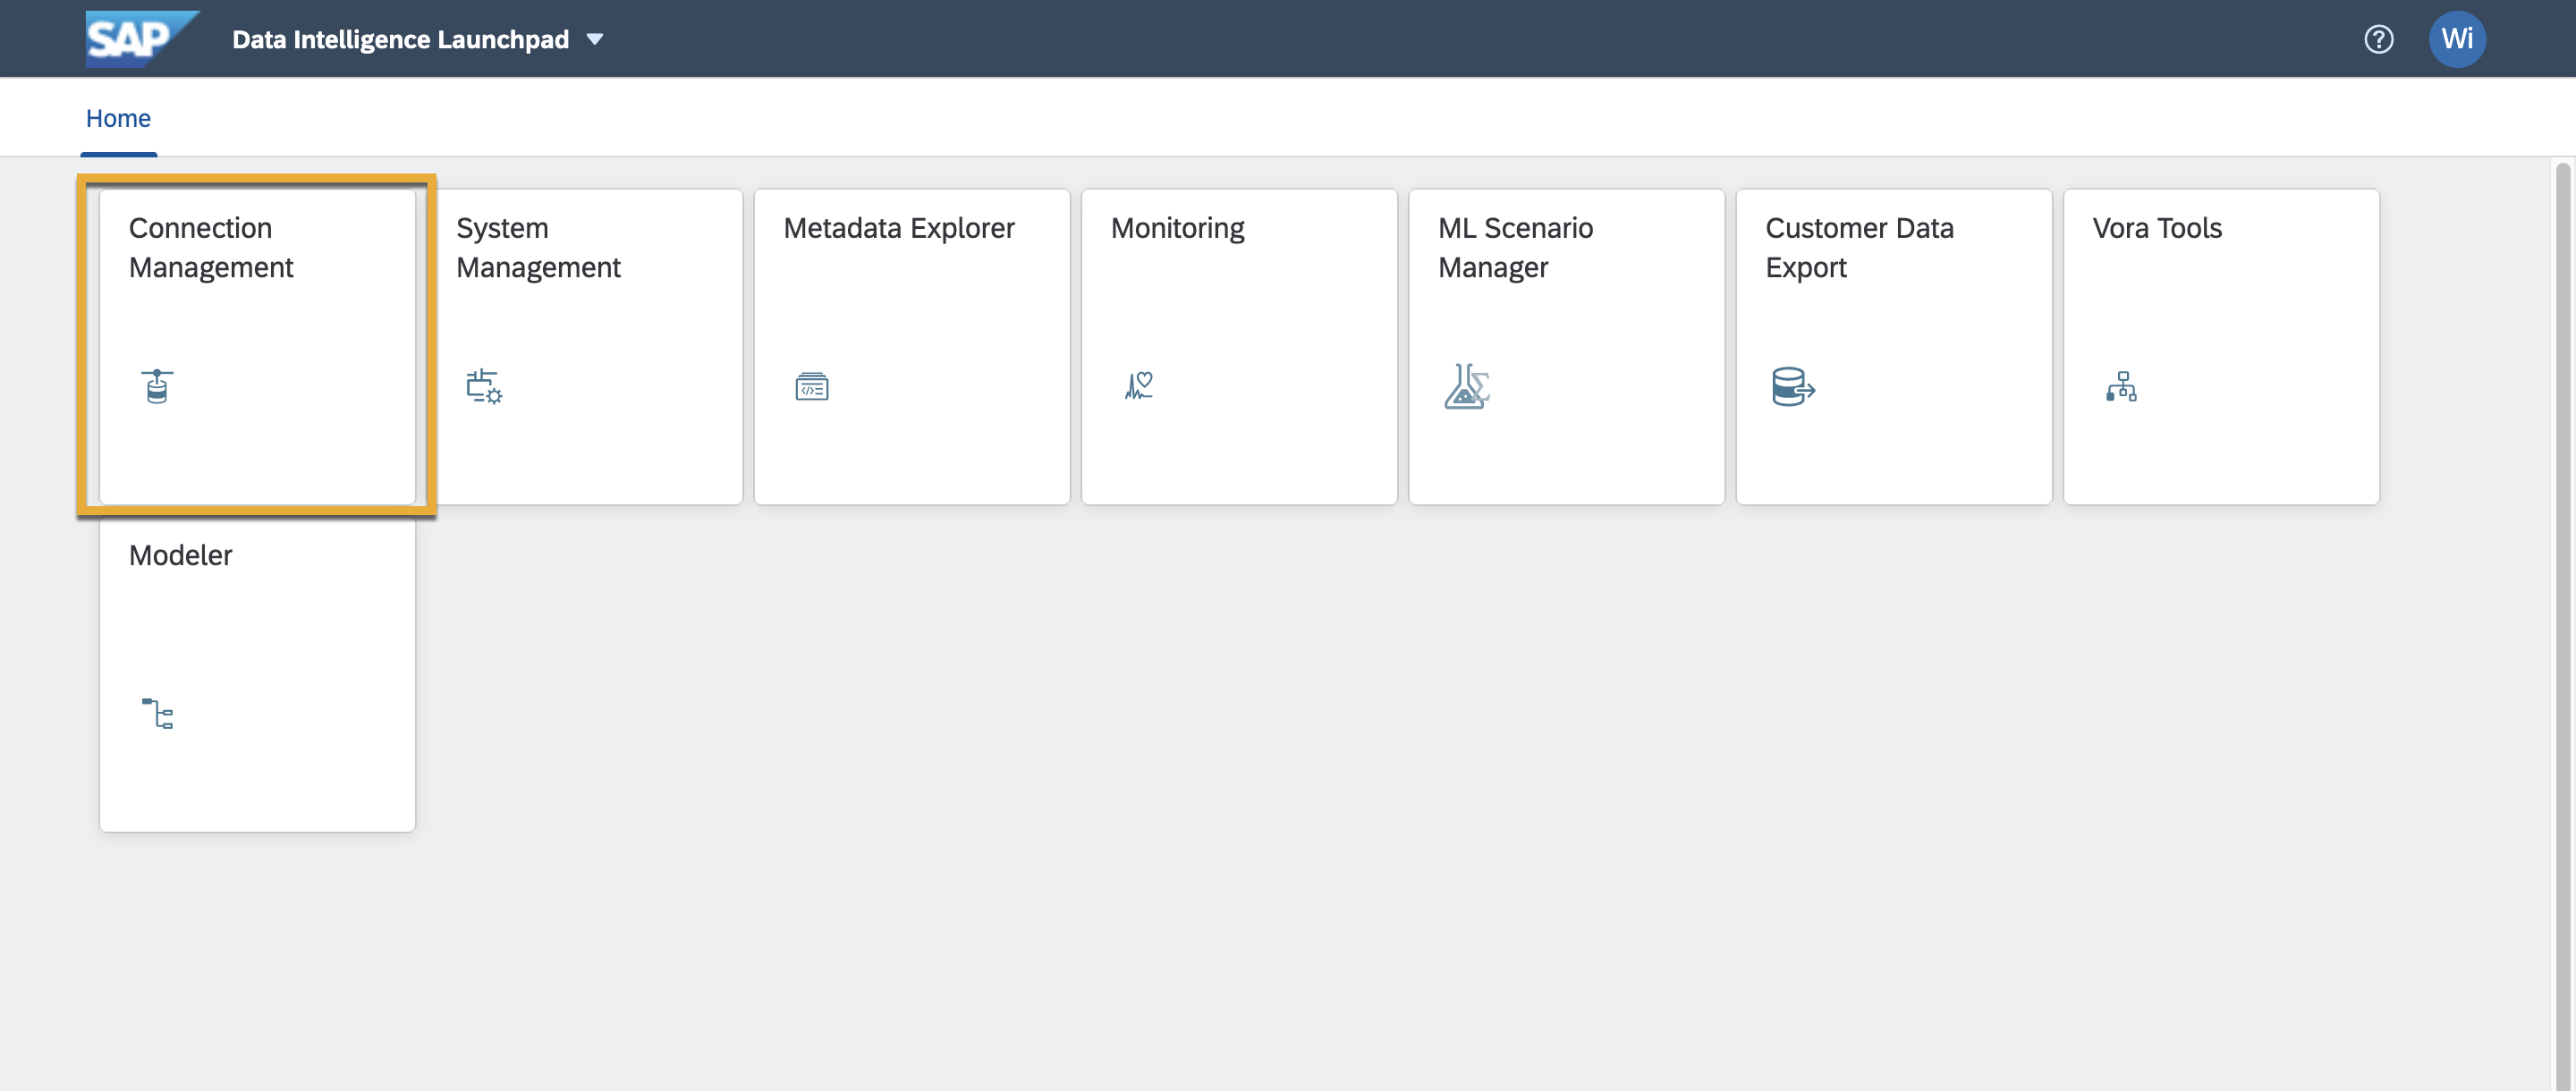 SAP
Data Intelligence Launchpad
Wi
Home
Connection
Management
System
Management
Metadata Explorer
Monitoring
ML Scenario
Manager
Customer Data
Export
Vora Tools
Modeler